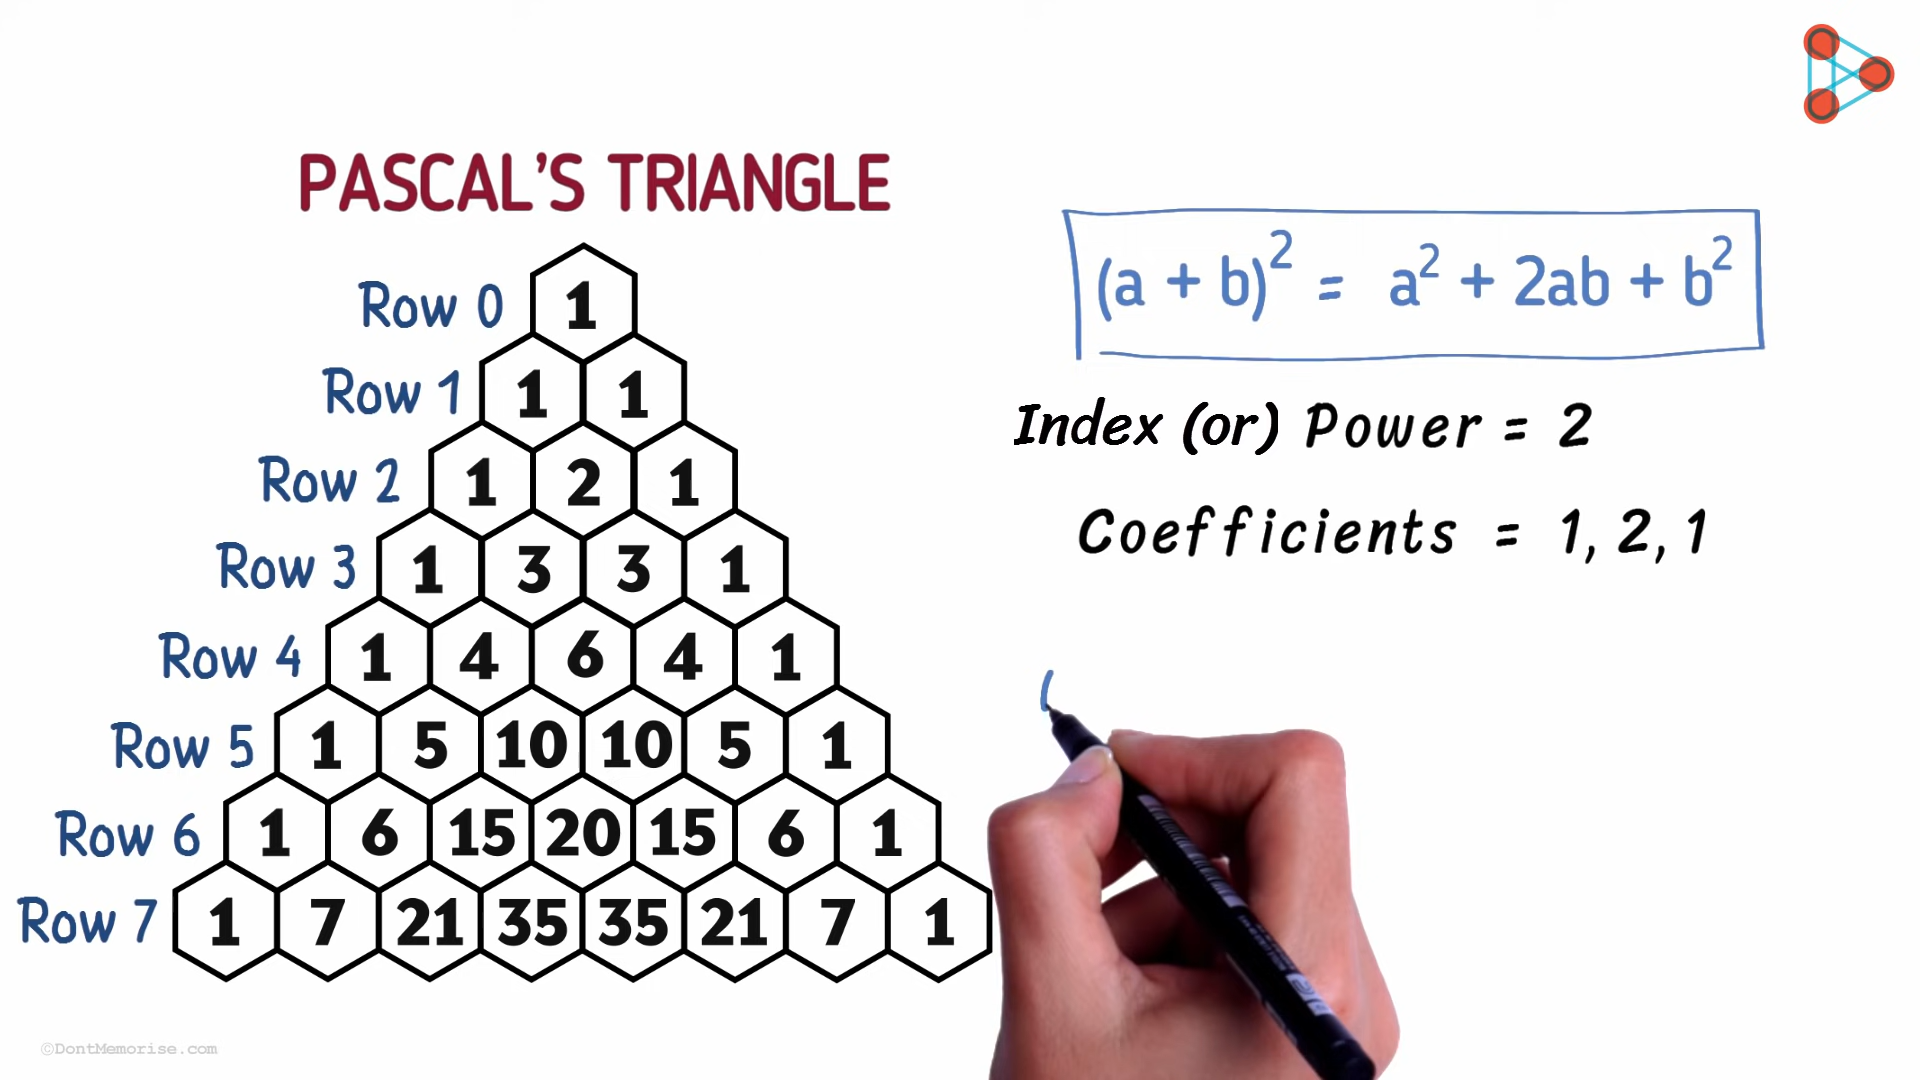 PASCAL'S TRIANGLE
Row 0 1
Row 1 1 1
Row 2 1 2 1
Row 3 1 3 3 1
Row 4 1 4 6 4 1
Row 5 1 5 10 10 5 1
Row 6 1 6 15 20 15 6 1
Row 7 1 7 21 35 35 21 7 1
(a + b)² = a² + 2ab + b²
Index (or) Power = 2
Coefficients = 1, 2, 1
(
©DontMemorise.com